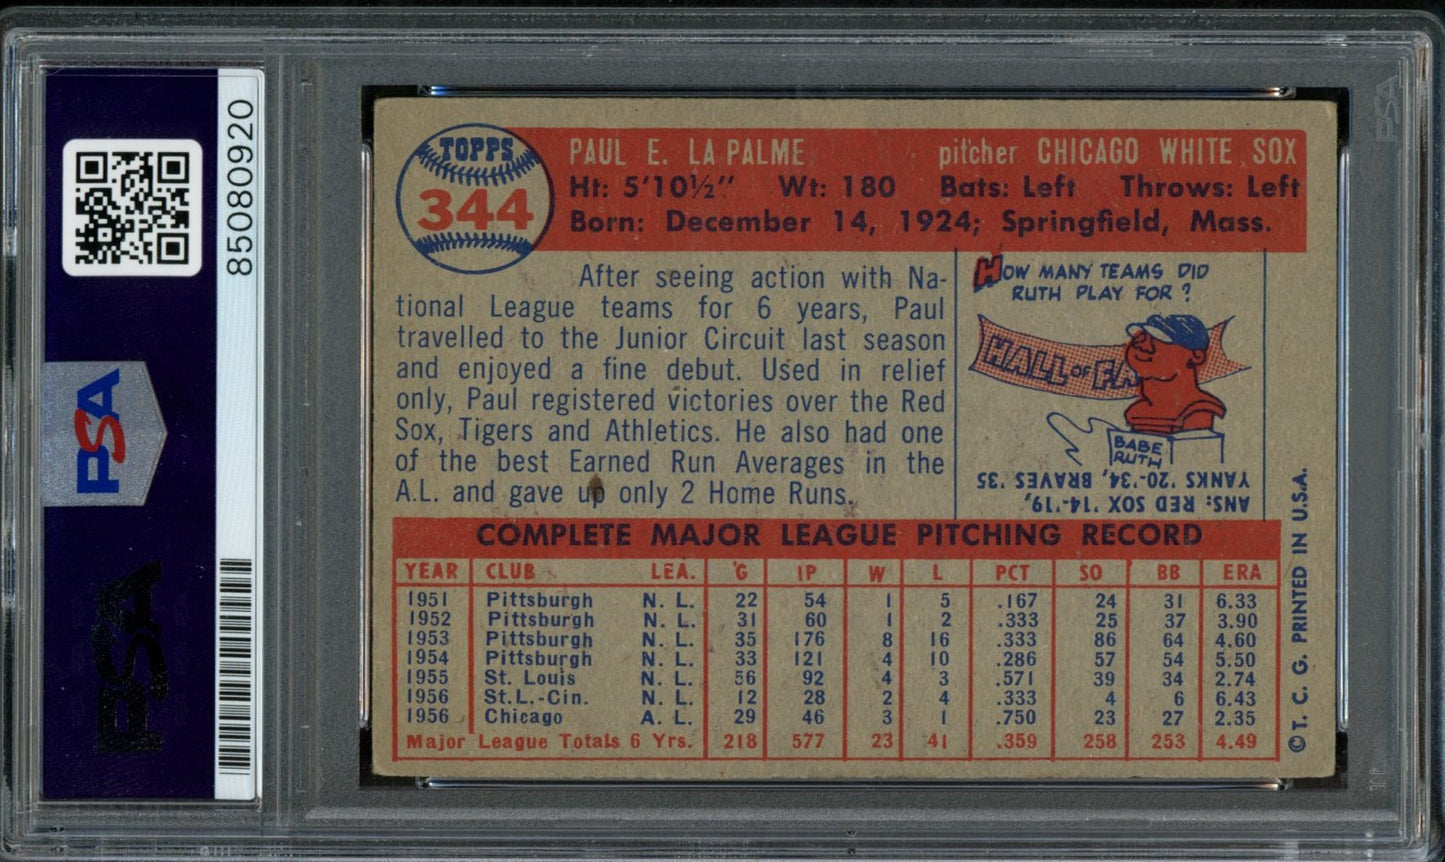 85080920
PSA
PSA
PSA
TOPPS
344
PAUL E. LA PALME pitcher CHICAGO WHITE SOX
Ht: 5'10½" Wt: 180 Bats: Left Throws: Left
Born: December 14, 1924; Springfield, Mass.
After seeing action with Na-
tional League teams for 6 years, Paul
travelled to the Junior Circuit last season
and enjoyed a fine debut. Used in relief
only, Paul registered victories over the Red
Sox, Tigers and Athletics. He also had one
of the best Earned Run Averages in the
A.L. and gave up only 2 Home Runs.
HOW MANY TEAMS DID
RUTH PLAY FOR?
HALL OF FA
BABE
RUTH
ANS: RED SOX '14-'19,
YANKS '20-'34, BRAVES '35
COMPLETE MAJOR LEAGUE PITCHING RECORD
YEAR CLUB LEA. G IP W L PCT SO BB ERA
1951 Pittsburgh N. L. 22 54 1 5 .167 24 31 6.33
1952 Pittsburgh N. L. 31 60 1 2 .333 25 37 3.90
1953 Pittsburgh N. L. 35 176 8 16 .333 86 64 4.60
1954 Pittsburgh N. L. 33 121 4 10 .286 57 54 5.50
1955 St. Louis N. L. 56 92 4 3 .571 39 34 2.74
1956 St.L.-Cin. N. L. 12 28 2 4 .333 4 6 6.43
1956 Chicago A. L. 29 46 3 1 .750 23 27 2.35
Major League Totals 6 Yrs. 218 577 23 41 .359 258 253 4.49
© T. C. G. PRINTED IN U.S.A.